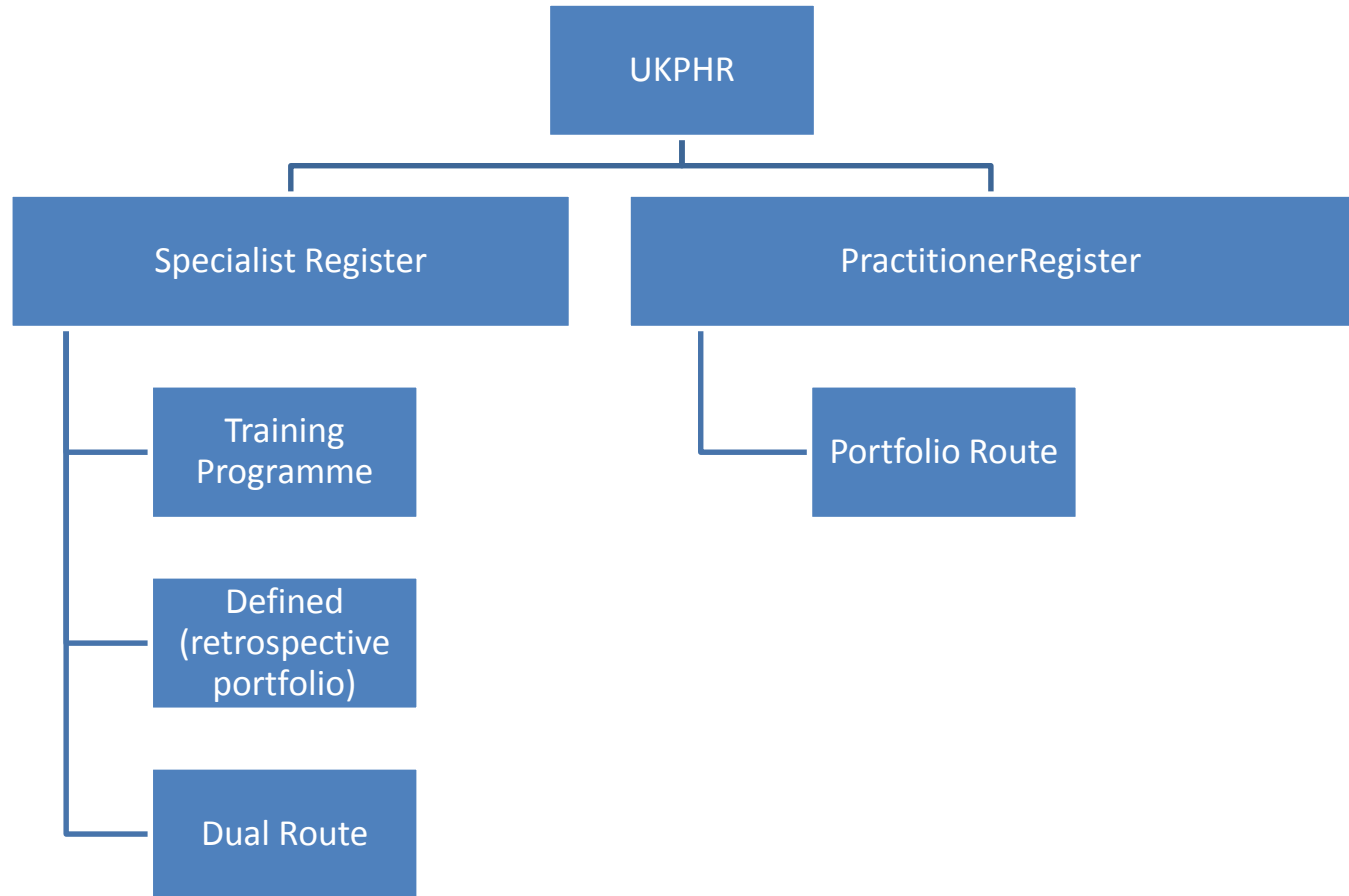 UKPHR
Specialist Register
PractitionerRegister
Training
Programme
Portfolio Route
Defined
(retrospective
portfolio)
Dual Route